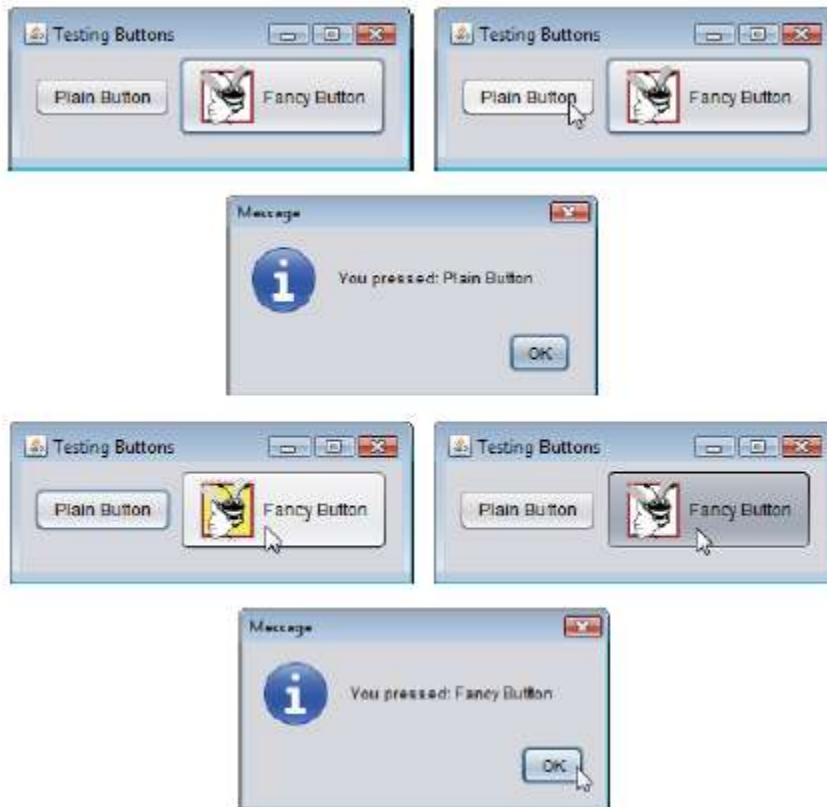 Testing Buttons
Plain Button
Fancy Button
Testing Buttons
Plain Button
Fancy Button
Message
You pressed: Plain Button
OK
Testing Buttons
Plain Button
Fancy Button
Testing Buttons
Plain Button
Fancy Button
Message
You pressed: Fancy Button
OK